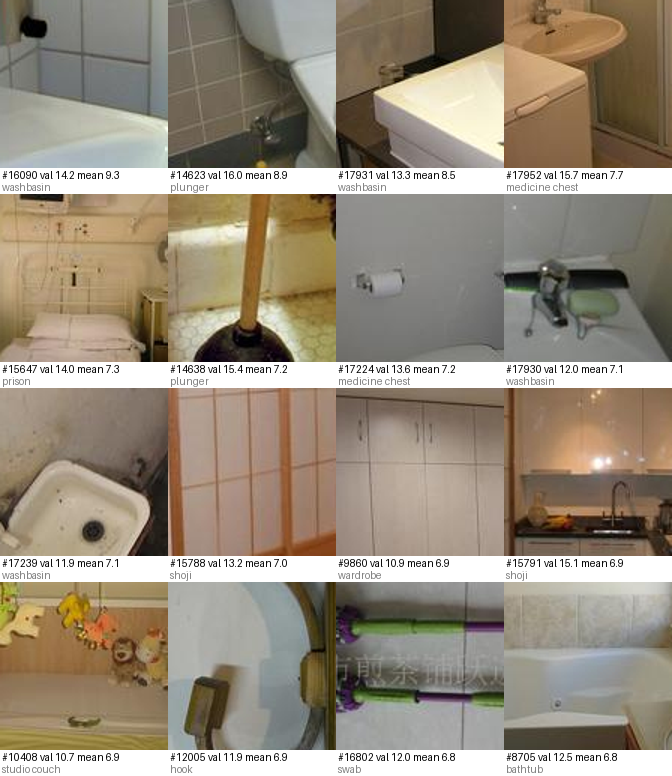 #16090 val 14.2 mean 9.3
washbasin
#14623 val 16.0 mean 8.9
plunger
#17931 val 13.3 mean 8.5
washbasin
#17952 val 15.7 mean 7.7
medicine chest
#15647 val 14.0 mean 7.3
prison
#14638 val 15.4 mean 7.2
plunger
#17224 val 13.6 mean 7.2
medicine chest
#17930 val 12.0 mean 7.1
washbasin
#17239 val 11.9 mean 7.1
washbasin
#15788 val 13.2 mean 7.0
shoji
#9860 val 10.9 mean 6.9
wardrobe
#15791 val 15.1 mean 6.9
shoji
市煎茶铺跃进
#10408 val 10.7 mean 6.9
studio couch
#12005 val 11.9 mean 6.9
hook
#16802 val 12.0 mean 6.8
swab
#8705 val 12.5 mean 6.8
bathtub